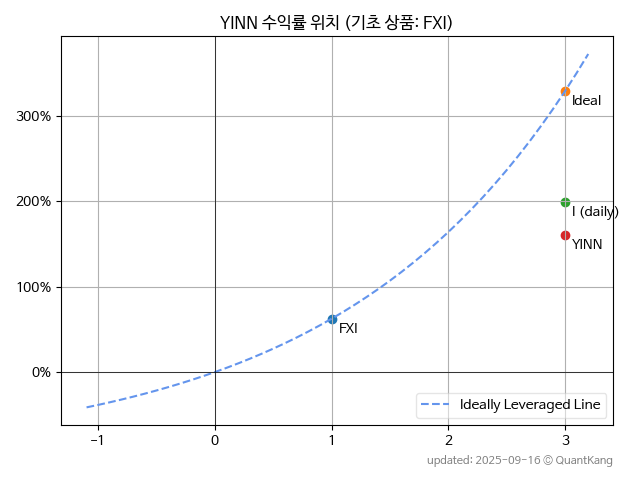 YINN 수익률 위치 (기초 상품: FXI)
300%
200%
100%
0%
Ideal
I (daily)
YINN
FXI
Ideally Leveraged Line
−1
0
1
2
3
updated: 2025-09-16 © QuantKang